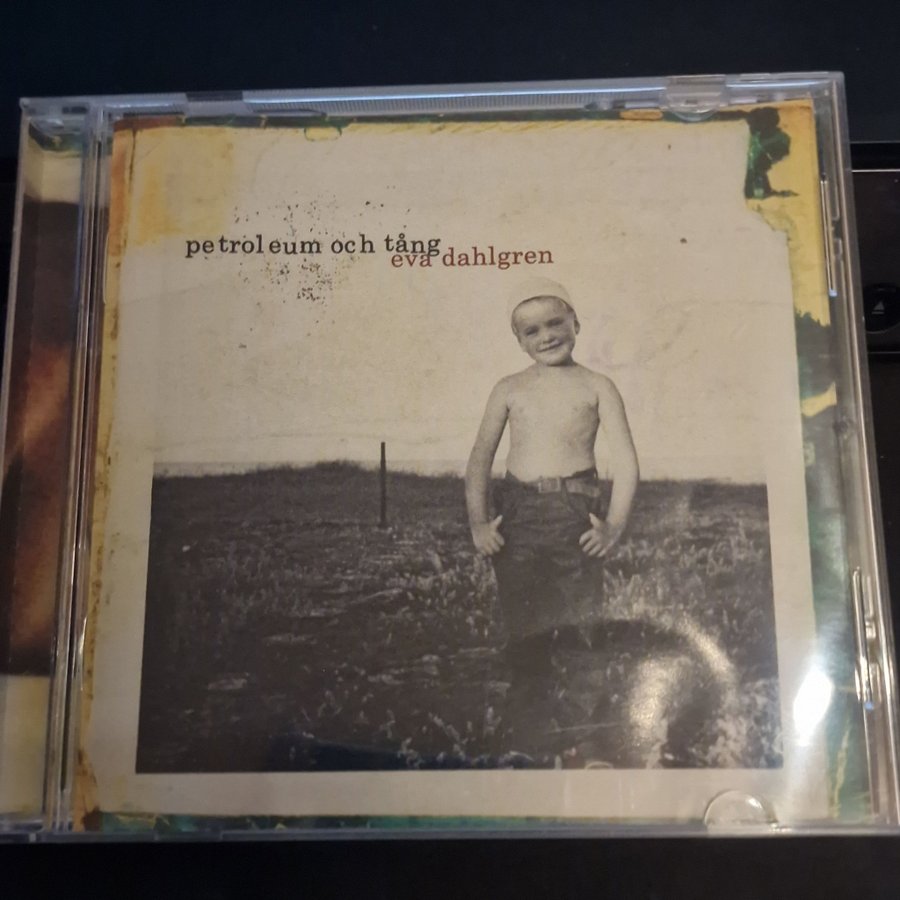 petroleum och tång
eva dahlgren